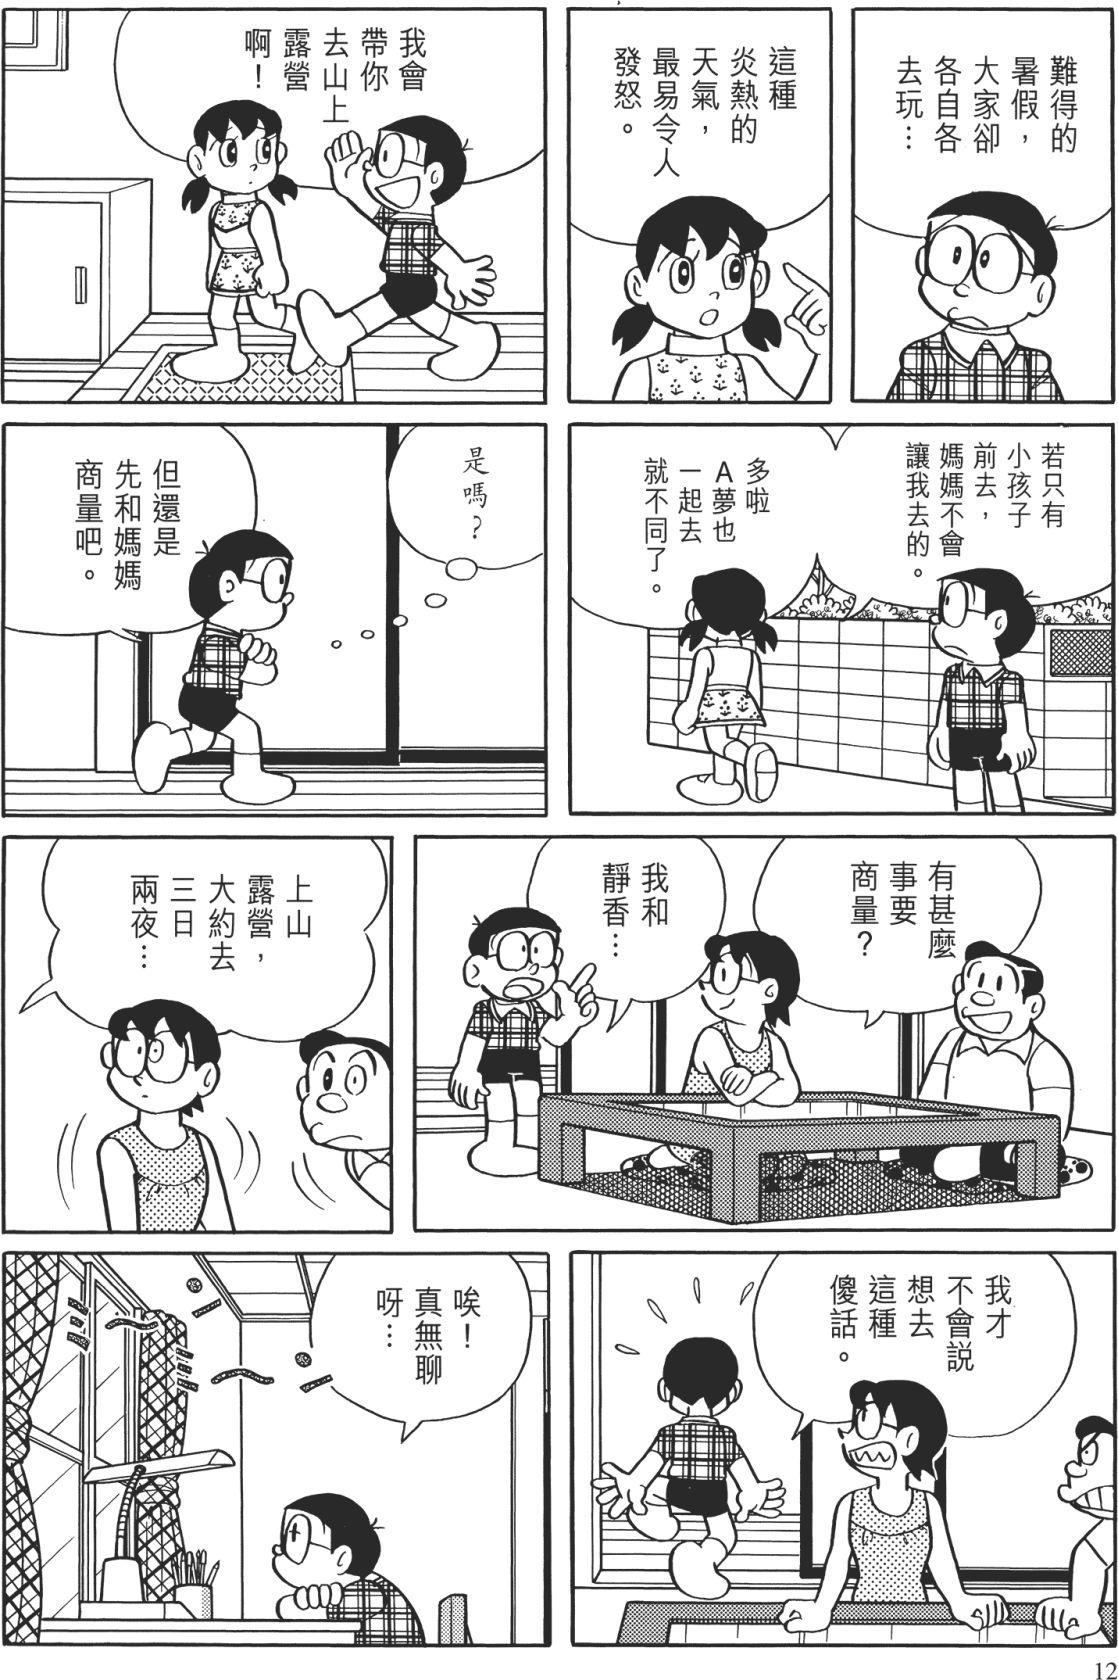 難得的
暑假，
大家卻
各自各
去玩…
這種
炎熱的
天氣，
最易令人
發怒。
我會
帶你
去山上
露營
啊！
若只有
小孩子
前去，
媽媽不會
讓我去的。
多啦
A夢也
一起去
就不同了。
是嗎？
但還是
先和媽媽
商量吧。
有甚麼
事要
商量？
我和
靜香…
上山
露營，
大約去
三日
兩夜…
我才
不會説
想去
這種
傻話。
唉！
真無聊
呀…
12